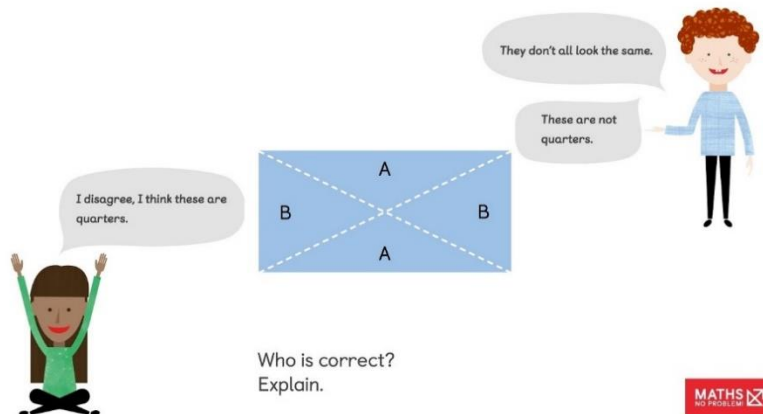 They don't all look the same.
These are not
quarters.
I disagree, I think these are
quarters.
A
B
B
A
Who is correct?
Explain.
MATHS
NO PROBLEM!